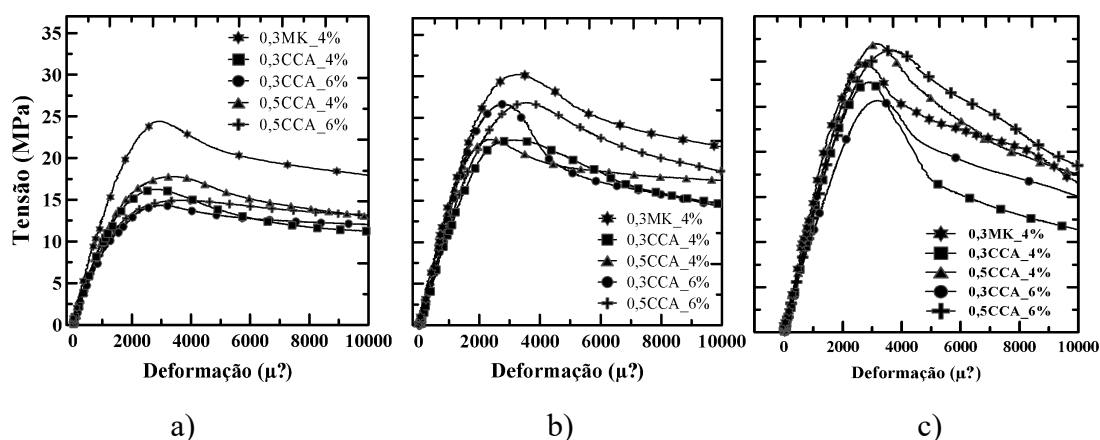 Tensão (MPa)
35
30
25
20
15
10
5
0
0,3MK_4%
0,3CCA_4%
0,3CCA_6%
0,5CCA_4%
0,5CCA_6%
0 2000 4000 6000 8000 10000
Deformação (µ?)
a)
0,3MK_4%
0,3CCA_4%
0,5CCA_4%
0,3CCA_6%
0,5CCA_6%
0 2000 4000 6000 8000 10000
Deformação (µ?)
b)
0,3MK_4%
0,3CCA_4%
0,5CCA_4%
0,3CCA_6%
0,5CCA_6%
0 2000 4000 6000 8000 10000
Deformação (µ?)
c)